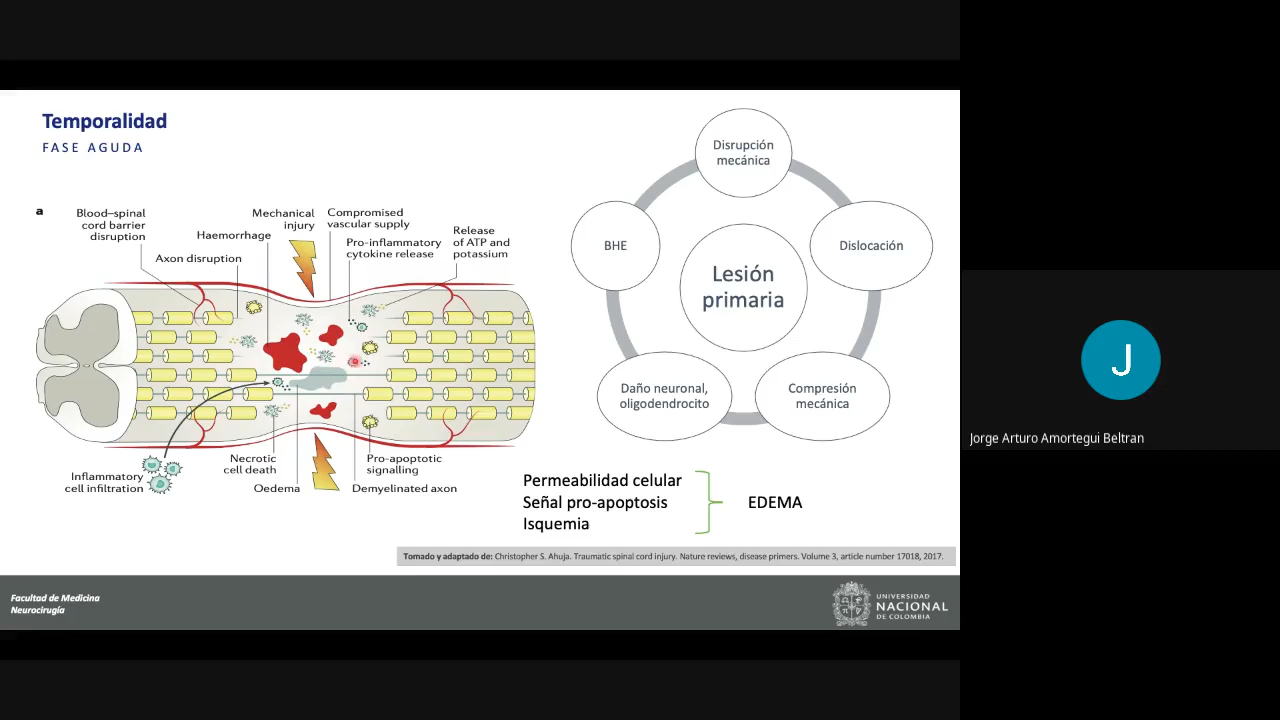 Temporalidad
FASE AGUDA
a
Blood–spinal
cord barrier
disruption
Axon disruption
Haemorrhage
Mechanical
injury
Compromised
vascular supply
Pro-inflammatory
cytokine release
Release
of ATP and
potassium
Inflammatory
cell infiltration
Necrotic
cell death
Oedema
Pro-apoptotic
signalling
Demyelinated axon
Disrupción
mecánica
BHE
Dislocación
Lesión
primaria
Daño neuronal,
oligodendrocito
Compresión
mecánica
Permeabilidad celular
Señal pro-apoptosis
Isquemia
EDEMA
Tomado y adaptado de: Christopher S. Ahuja. Traumatic spinal cord injury. Nature reviews, disease primers. Volume 3, article number 17018, 2017.
Facultad de Medicina
Neurocirugía
UNIVERSIDAD
NACIONAL
DE COLOMBIA
J
Jorge Arturo Amortegui Beltran